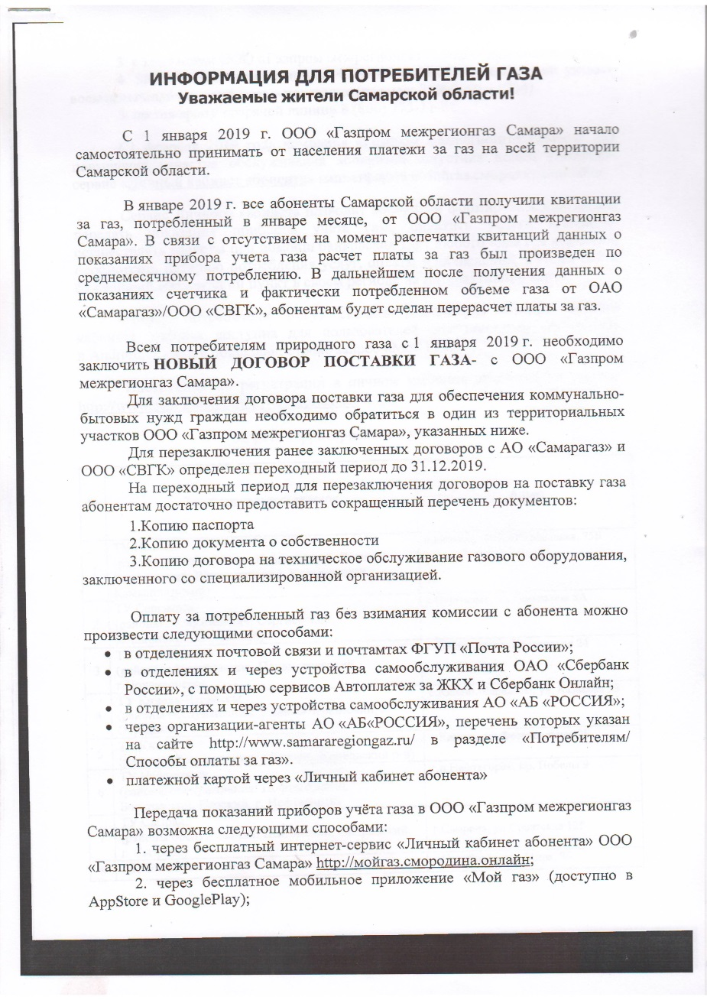 ИНФОРМАЦИЯ ДЛЯ ПОТРЕБИТЕЛЕЙ ГАЗА
Уважаемые жители Самарской области!
С 1 января 2019 г. ООО «Газпром межрегионгаз Самара» начало
самостоятельно принимать от населения платежи за газ на всей территории
Самарской области.
В январе 2019 г. все абоненты Самарской области получили квитанции
за газ, потребленный в январе месяце, от ООО «Газпром межрегионгаз
Самара». В связи с отсутствием на момент распечатки квитанций данных о
показаниях прибора учета газа расчет платы за газ был произведен по
среднемесячному потреблению. В дальнейшем после получения данных о
показаниях счетчика и фактически потребленном объеме газа от ОАО
«Самарагаз»/ООО «СВГК», абонентам будет сделан перерасчет платы за газ.
Всем потребителям природного газа с 1 января 2019 г. необходимо
заключить НОВЫЙ ДОГОВОР ПОСТАВКИ ГАЗА- с ООО «Газпром
межрегионгаз Самара».
Для заключения договора поставки газа для обеспечения коммунально-
бытовых нужд граждан необходимо обратиться в один из территориальных
участков ООО «Газпром межрегионгаз Самара», указанных ниже.
Для перезаключения ранее заключенных договоров с АО «Самарагаз» и
ООО «СВГК» определен переходный период до 31.12.2019.
На переходный период для перезаключения договоров на поставку газа
абонентам достаточно предоставить сокращенный перечень документов:
1.Копию паспорта
2.Копию документа о собственности
3.Копию договора на техническое обслуживание газового оборудования,
заключенного со специализированной организацией.
Оплату за потребленный газ без взимания комиссии с абонента можно
произвести следующими способами:
• в отделениях почтовой связи и почтамтах ФГУП «Почта России»;
• в отделениях и через устройства самообслуживания ОАО «Сбербанк
России», с помощью сервисов Автоплатеж за ЖКХ и Сбербанк Онлайн;
• в отделениях и через устройства самообслуживания АО «АБ «РОССИЯ»;
• через организации-агенты АО «АБ«РОССИЯ», перечень которых указан
на сайте http://www.samararegiongaz.ru/ в разделе «Потребителям/
Способы оплаты за газ».
• платежной картой через «Личный кабинет абонента»
Передача показаний приборов учёта газа в ООО «Газпром межрегионгаз
Самара» возможна следующими способами:
1. через бесплатный интернет-сервис «Личный кабинет абонента» ООО
«Газпром межрегионгаз Самара» http://мойгаз.смородина.онлайн;
2. через бесплатное мобильное приложение «Мой газ» (доступно в
AppStore и GooglePlay);